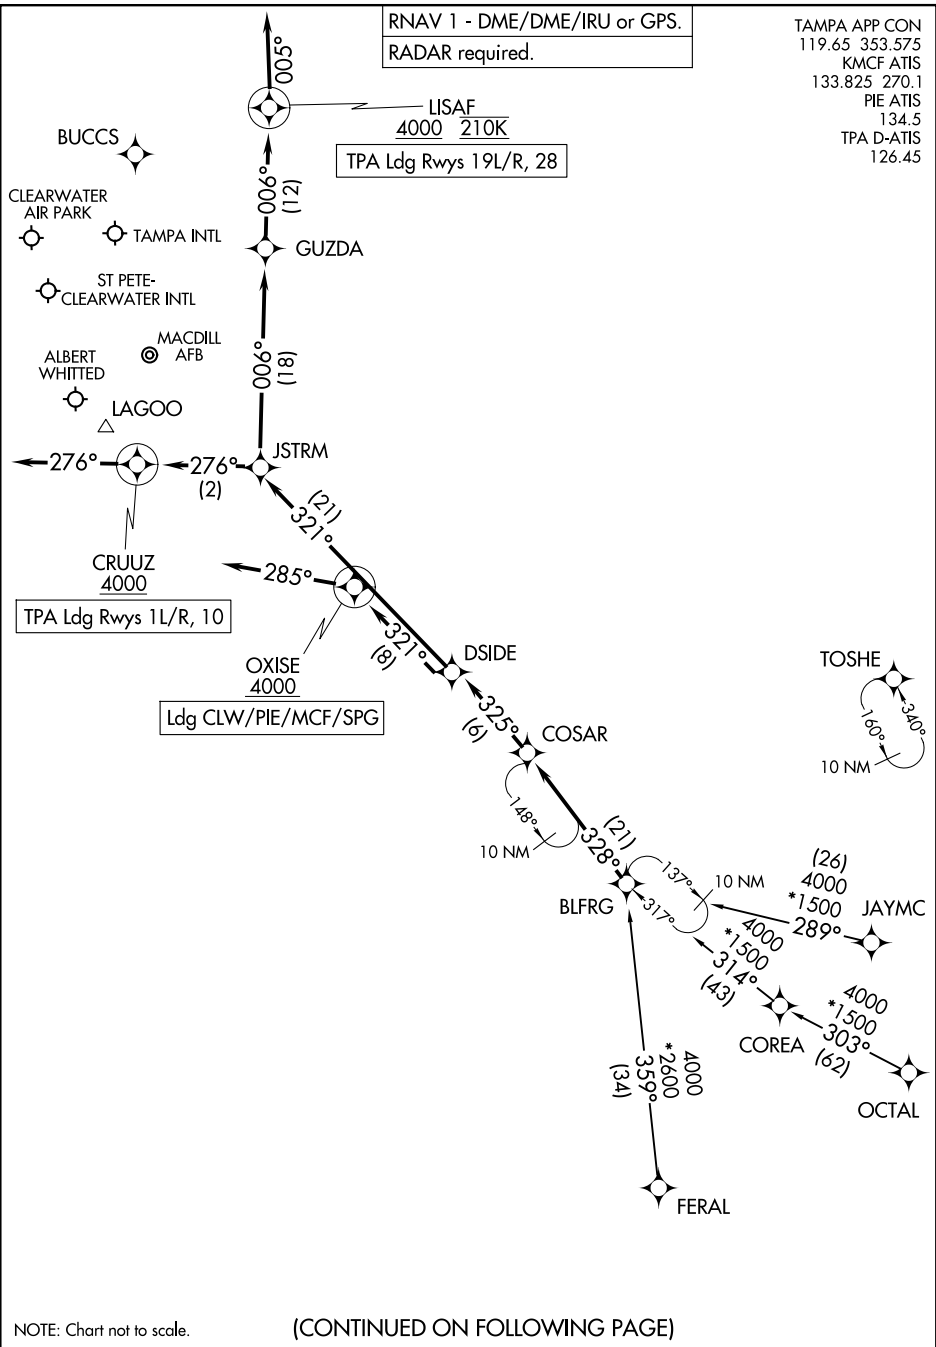 RNAV 1 - DME/DME/IRU or GPS.
RADAR required.
TAMPA APP CON
119.65 353.575
KMCF ATIS
133.825 270.1
PIE ATIS
134.5
TPA D-ATIS
126.45
005°
LISAF
4000 210K
TPA Ldg Rwys 19L/R, 28
BUCCS
006°
(12)
CLEARWATER
AIR PARK
TAMPA INTL
GUZDA
ST PETE-
CLEARWATER INTL
MACDILL
AFB
006°
(18)
ALBERT
WHITTED
LAGOO
JSTRM
276°
276°
(2)
(21)
321°
CRUUZ
4000
TPA Ldg Rwys 1L/R, 10
285°
321°
(8)
OXISE
4000
Ldg CLW/PIE/MCF/SPG
DSIDE
325°
(6)
COSAR
TOSHE
160°
340°
10 NM
148°
10 NM
(21)
328°
BLFRG
137°
10 NM
317°
(26)
4000
*1500
289°
JAYMC
4000
*1500
314°
(43)
COREA
4000
*1500
303°
(62)
OCTAL
4000
*2600
359°
(34)
FERAL
NOTE: Chart not to scale.
(CONTINUED ON FOLLOWING PAGE)